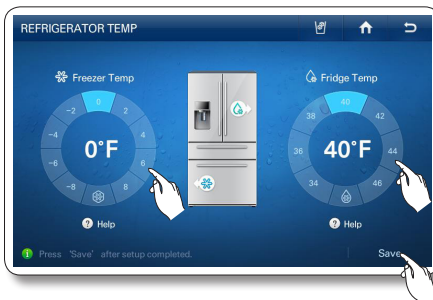 REFRIGERATOR TEMP
Freezer Temp
0
2
4
6
8
-8
-6
-4
-2
0°F
? Help
Fridge Temp
40
42
44
46
34
36
38
40°F
? Help
i Press 'Save' after setup completed.
Save